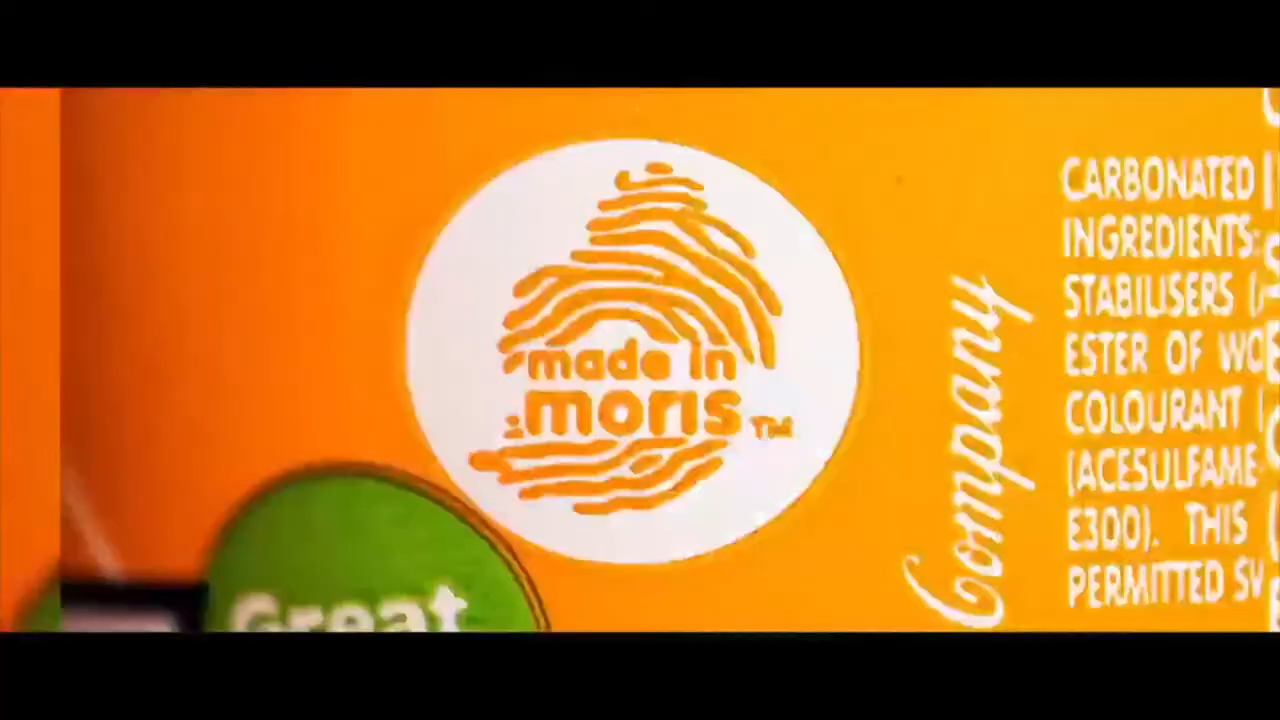 made in
moris TM
Great
Company
CARBONATED
INGREDIENTS:
STABILISERS
ESTER OF
COLOURANT
(ACESULFAME
E300). THIS
PERMITTED